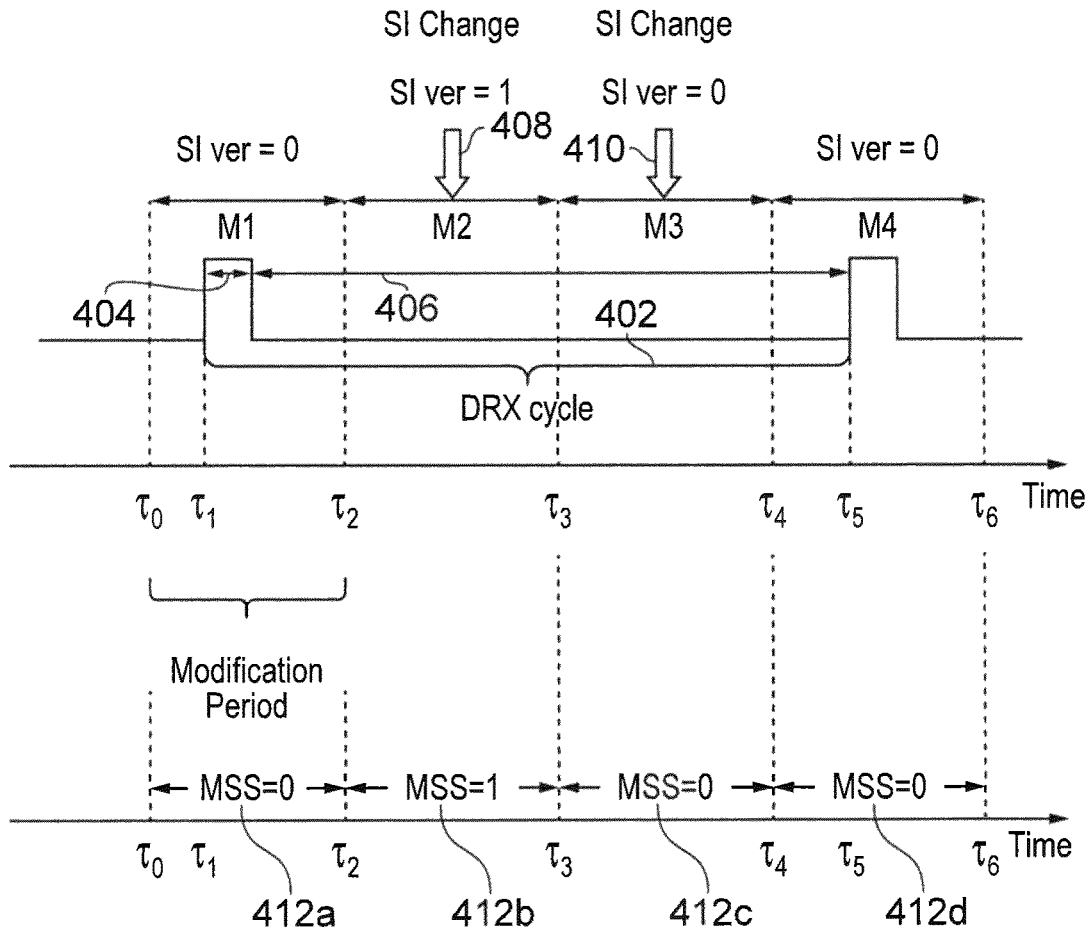 SI Change SI Change
SI ver = 1 SI ver = 0
408 410
SI ver = 0 SI ver = 0
M1 M2 M3 M4
404 406 402
DRX cycle
τ0 τ1 τ2 τ3 τ4 τ5 τ6 Time
Modification
Period
MSS=0 MSS=1 MSS=0 MSS=0
τ0 τ1 τ2 τ3 τ4 τ5 τ6 Time
412a 412b 412c 412d